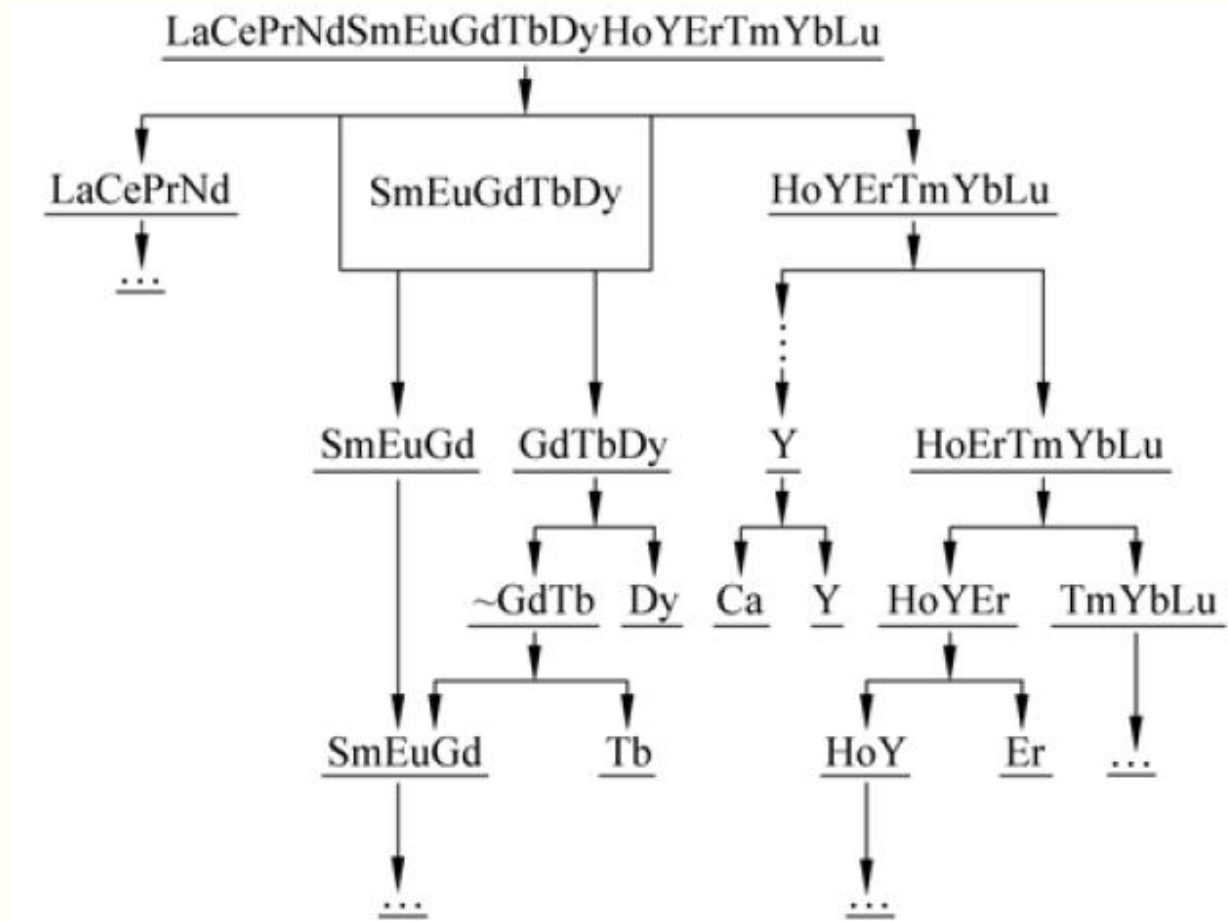 LaCePrNdSmEuGdTbDyHoYErTmYbLu
LaCePrNd
SmEuGdTbDy
HoYErTmYbLu
...
⋮
SmEuGd
GdTbDy
Y
HoErTmYbLu
~GdTb
Dy
Ca
Y
HoYEr
TmYbLu
SmEuGd
Tb
HoY
Er
...
...
...